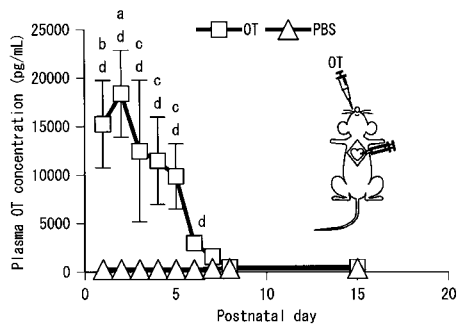 OT PBS
a
b d c
d d c
d c
d
d
OT
Plasma OT concentration (pg/mL)
25000
20000
15000
10000
5000
0
0 5 10 15 20
Postnatal day